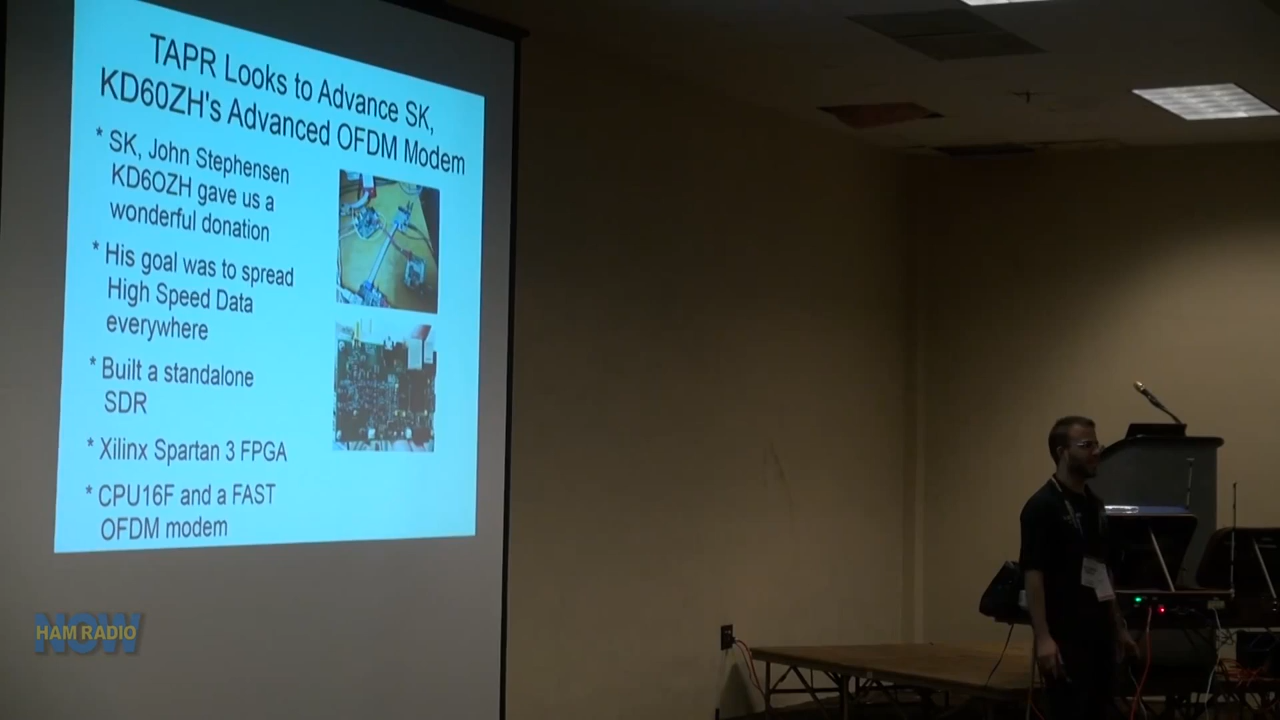 TAPR Looks to Advance SK,
KD60ZH's Advanced OFDM Modem
* SK, John Stephensen
KD6OZH gave us a
wonderful donation
* His goal was to spread
High Speed Data
everywhere
* Built a standalone
SDR
* Xilinx Spartan 3 FPGA
* CPU16F and a FAST
OFDM modem
NOW
HAM RADIO